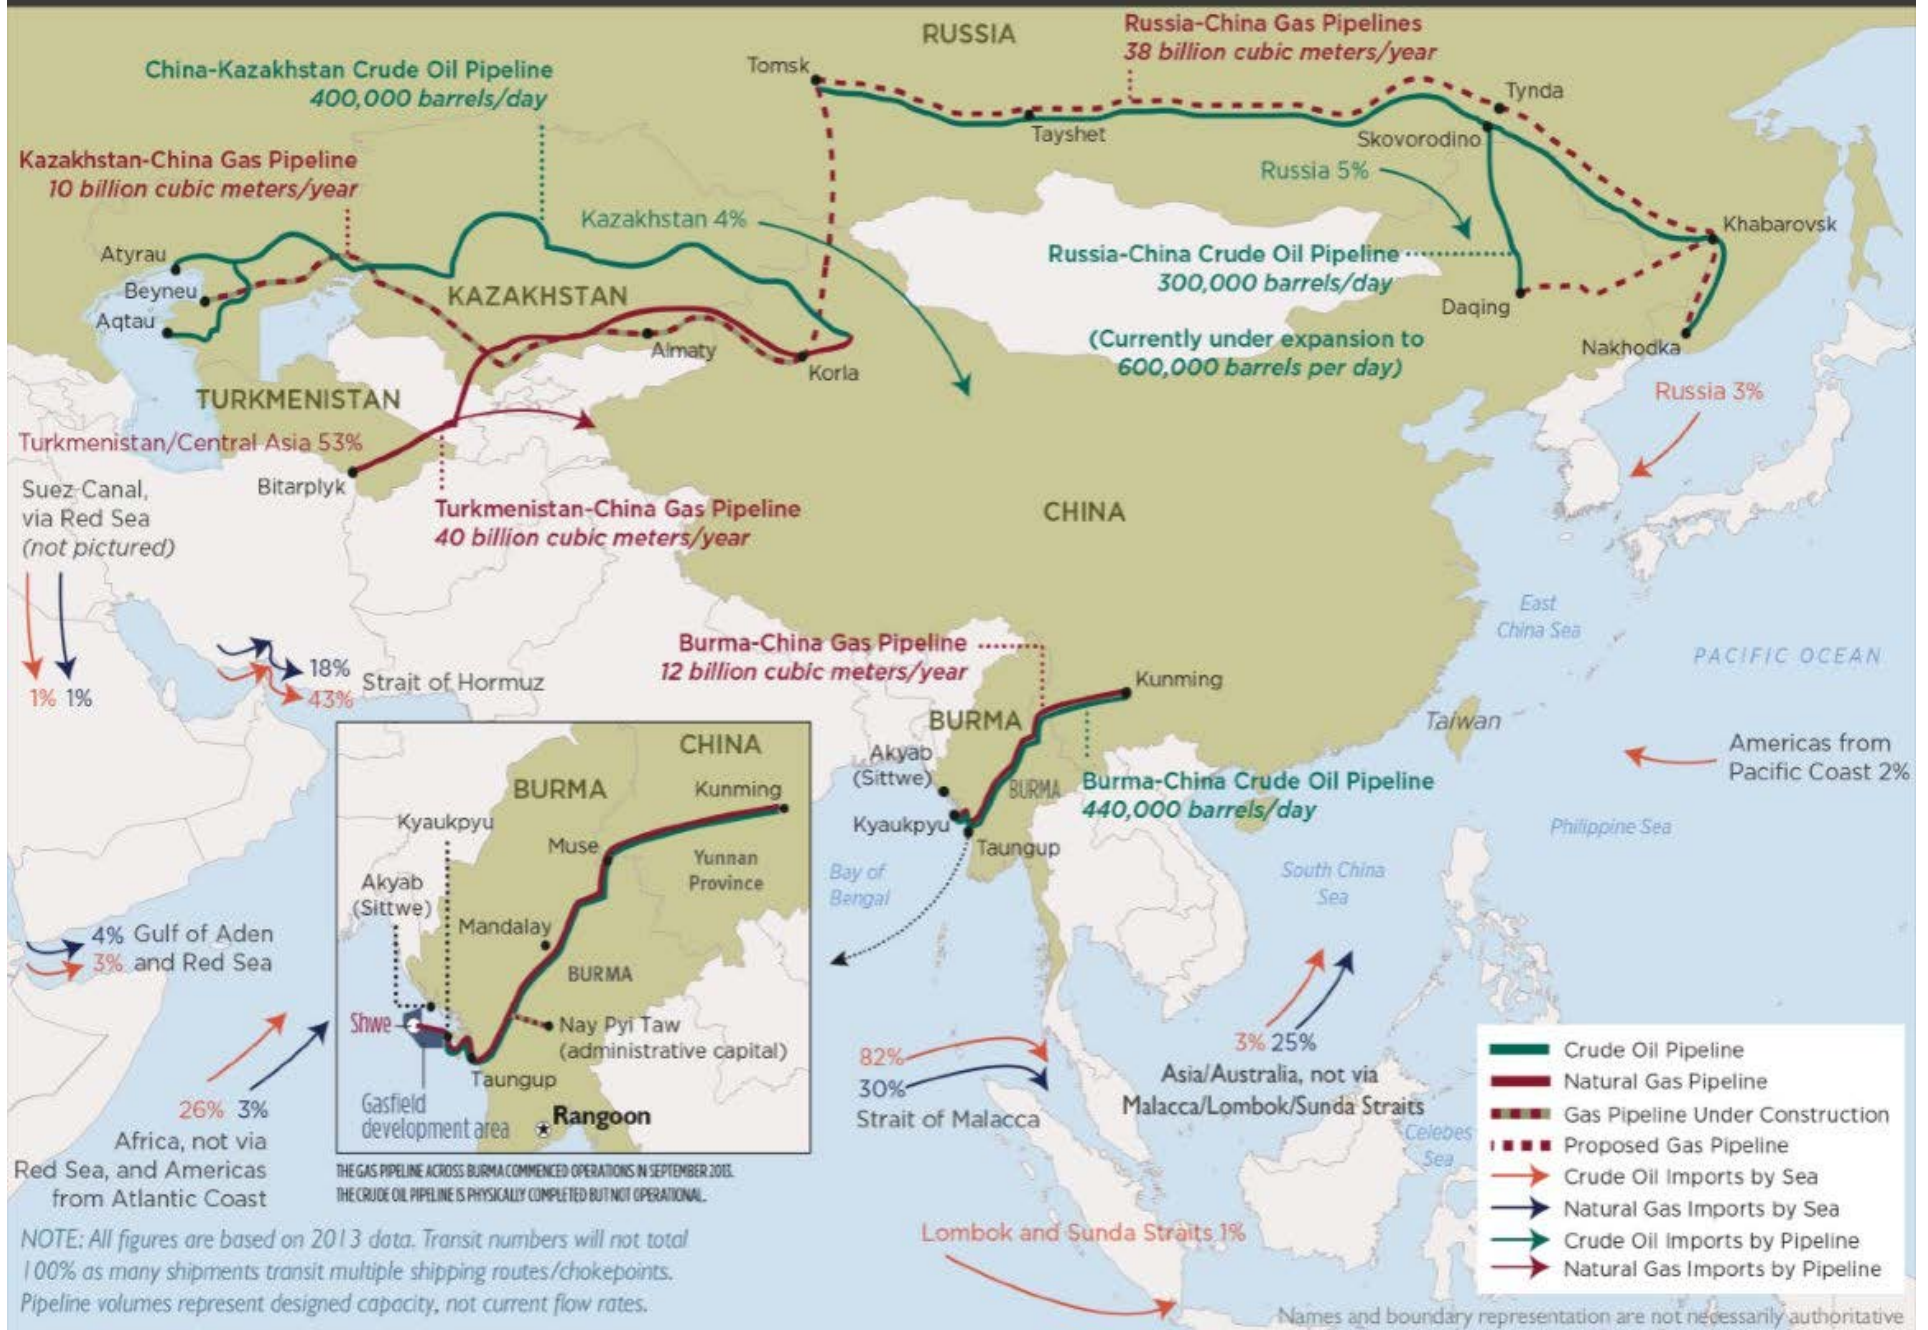 RUSSIA
Russia-China Gas Pipelines
38 billion cubic meters/year
China-Kazakhstan Crude Oil Pipeline
400,000 barrels/day
Tomsk
Tynda
Tayshet
Skovorodino
Kazakhstan-China Gas Pipeline
10 billion cubic meters/year
Russia 5%
Kazakhstan 4%
Khabarovsk
Atyrau
Beyneu
Aqtau
KAZAKHSTAN
Russia-China Crude Oil Pipeline
300,000 barrels/day
(Currently under expansion to
600,000 barrels per day)
Daqing
Nakhodka
Almaty
Korla
TURKMENISTAN
Russia 3%
Turkmenistan/Central Asia 53%
Bitarplyk
Suez Canal,
via Red Sea
(not pictured)
Turkmenistan-China Gas Pipeline
40 billion cubic meters/year
CHINA
1% 1%
18%
43%
Strait of Hormuz
East
China Sea
PACIFIC OCEAN
Burma-China Gas Pipeline
12 billion cubic meters/year
Kunming
BURMA
Taiwan
Akyab
(Sittwe)
BURMA
Burma-China Crude Oil Pipeline
440,000 barrels/day
Kyaukpyu
Taungup
Americas from
Pacific Coast 2%
Philippine Sea
Bay of
Bengal
South China
Sea
CHINA
BURMA
Kunming
Kyaukpyu
Muse
Yunnan
Province
Akyab
(Sittwe)
Mandalay
BURMA
Shwe
Nay Pyi Taw
(administrative capital)
Taungup
Gasfield
development area
Rangoon
THE GAS PIPELINE ACROSS BURMA COMMENCED OPERATIONS IN SEPTEMBER 2013.
THE CRUDE OIL PIPELINE IS PHYSICALLY COMPLETED BUT NOT OPERATIONAL.
4% Gulf of Aden
3% and Red Sea
26% 3%
Africa, not via
Red Sea, and Americas
from Atlantic Coast
82%
30%
Strait of Malacca
3% 25%
Asia/Australia, not via
Malacca/Lombok/Sunda Straits
Celebes
Sea
Lombok and Sunda Straits 1%
NOTE: All figures are based on 2013 data. Transit numbers will not total
100% as many shipments transit multiple shipping routes/chokepoints.
Pipeline volumes represent designed capacity, not current flow rates.
Crude Oil Pipeline
Natural Gas Pipeline
Gas Pipeline Under Construction
Proposed Gas Pipeline
Crude Oil Imports by Sea
Natural Gas Imports by Sea
Crude Oil Imports by Pipeline
Natural Gas Imports by Pipeline
Names and boundary representation are not necessarily authoritative